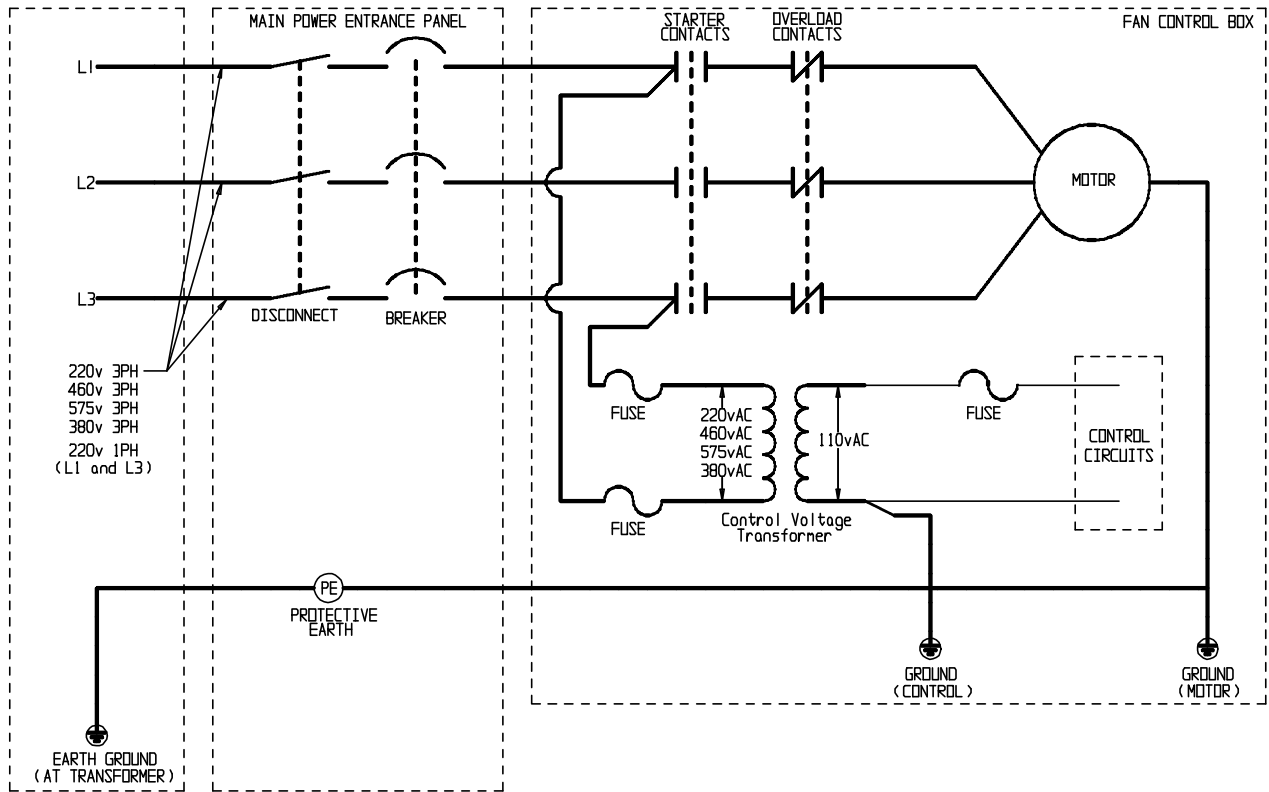 MAIN POWER ENTRANCE PANEL
STARTER
CONTACTS
OVERLOAD
CONTACTS
FAN CONTROL BOX
L1
L2
MOTOR
L3
DISCONNECT
BREAKER
220v 3PH
460v 3PH
575v 3PH
380v 3PH
220v 1PH
(L1 and L3)
FUSE
220vAC
460vAC
575vAC
380vAC
110vAC
FUSE
CONTROL
CIRCUITS
FUSE
Control Voltage
Transformer
PE
PROTECTIVE
EARTH
GROUND
(CONTROL)
GROUND
(MOTOR)
EARTH GROUND
(AT TRANSFORMER)